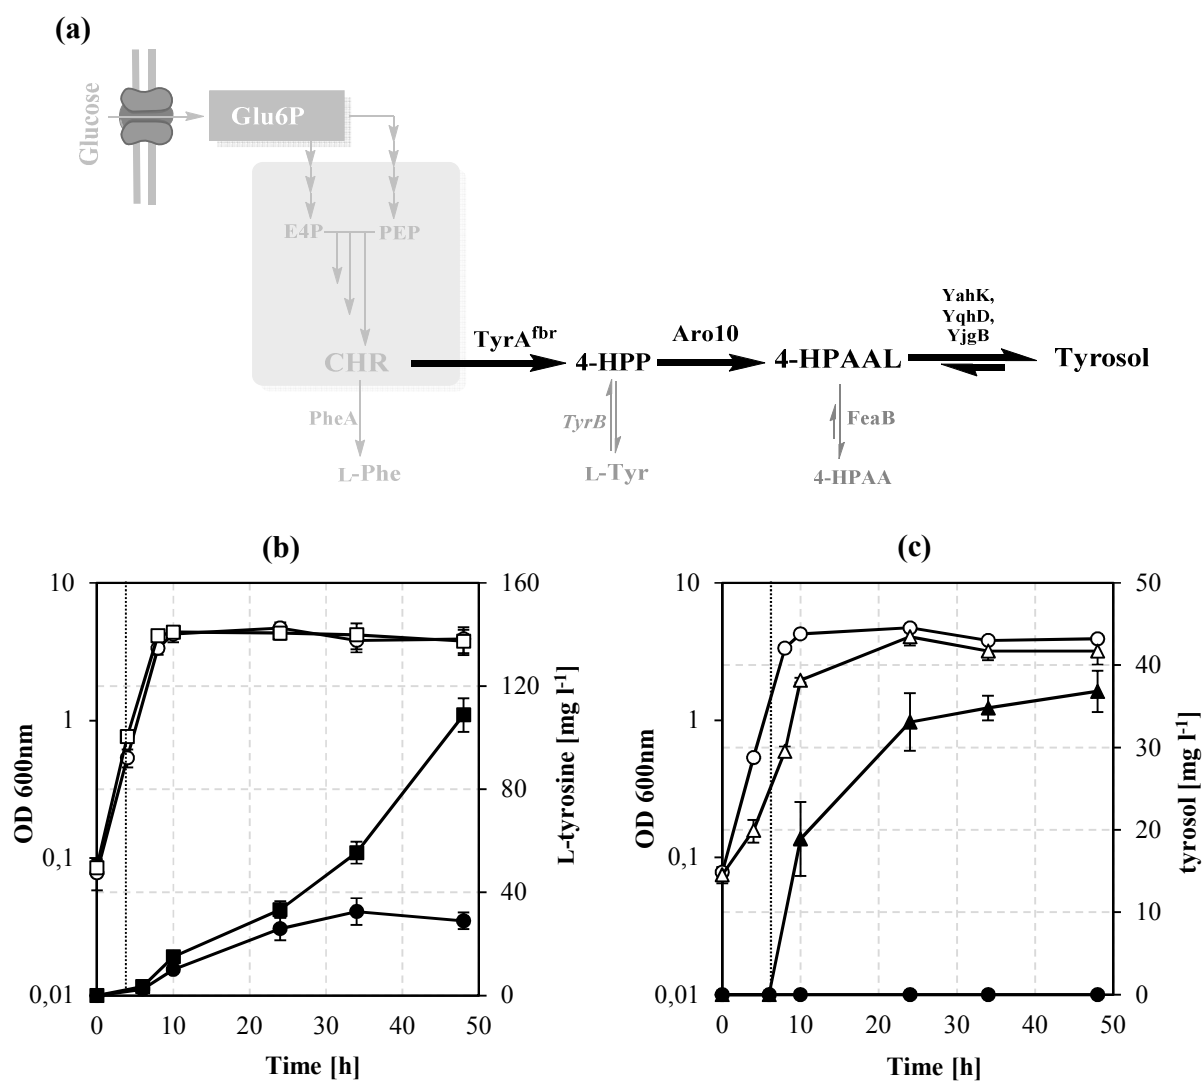 (a)
Glucose
Glu6P
E4P
PEP
CHR
TyrA^fbr
4-HPP
Aro10
4-HPAAL
YahK,
YqhD,
YjgB
Tyrosol
PheA
L-Phe
TyrB
L-Tyr
FeaB
4-HPAA
(b)
OD 600nm
10
1
0,1
0,01
160
120
80
40
0
L-tyrosine [mg l⁻¹]
0 10 20 30 40 50
Time [h]
(c)
OD 600nm
10
1
0,1
0,01
50
40
30
20
10
0
tyrosol [mg l⁻¹]
0 10 20 30 40 50
Time [h]